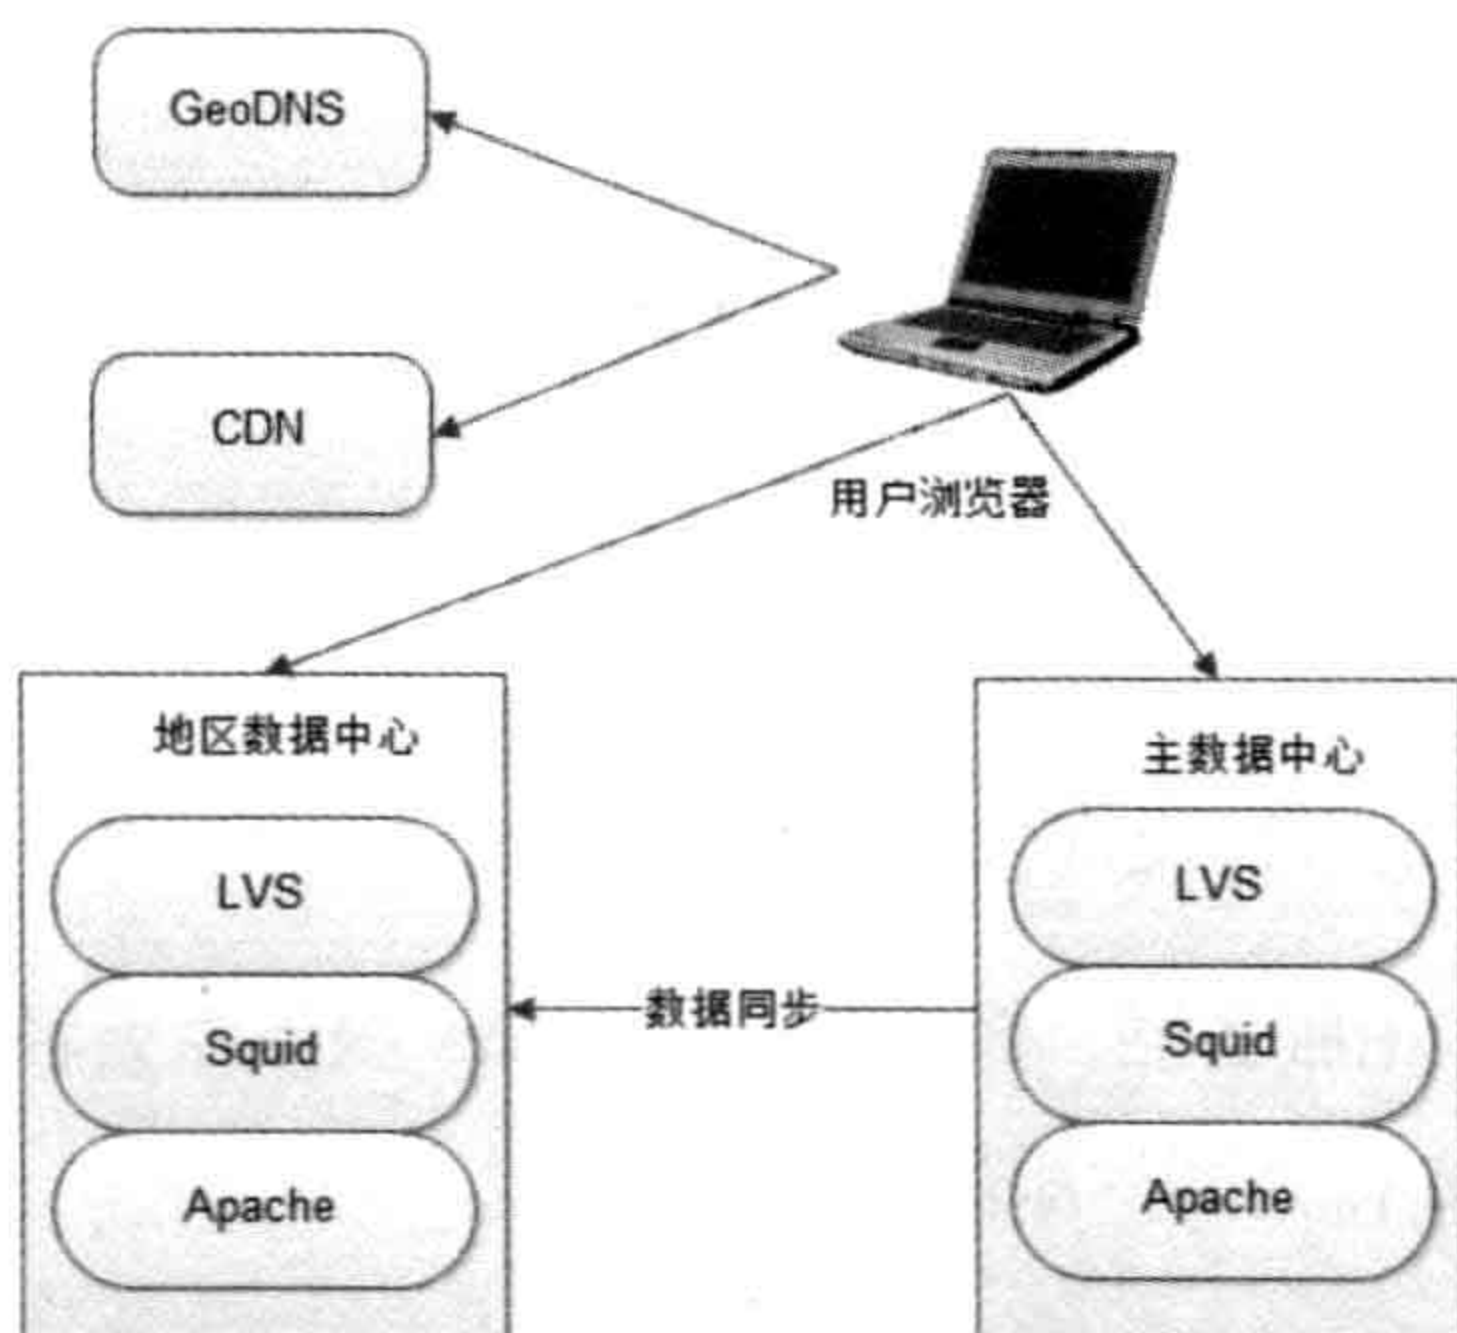 GeoDNS
CDN
用户浏览器
地区数据中心
LVS
Squid
Apache
数据同步
主数据中心
LVS
Squid
Apache